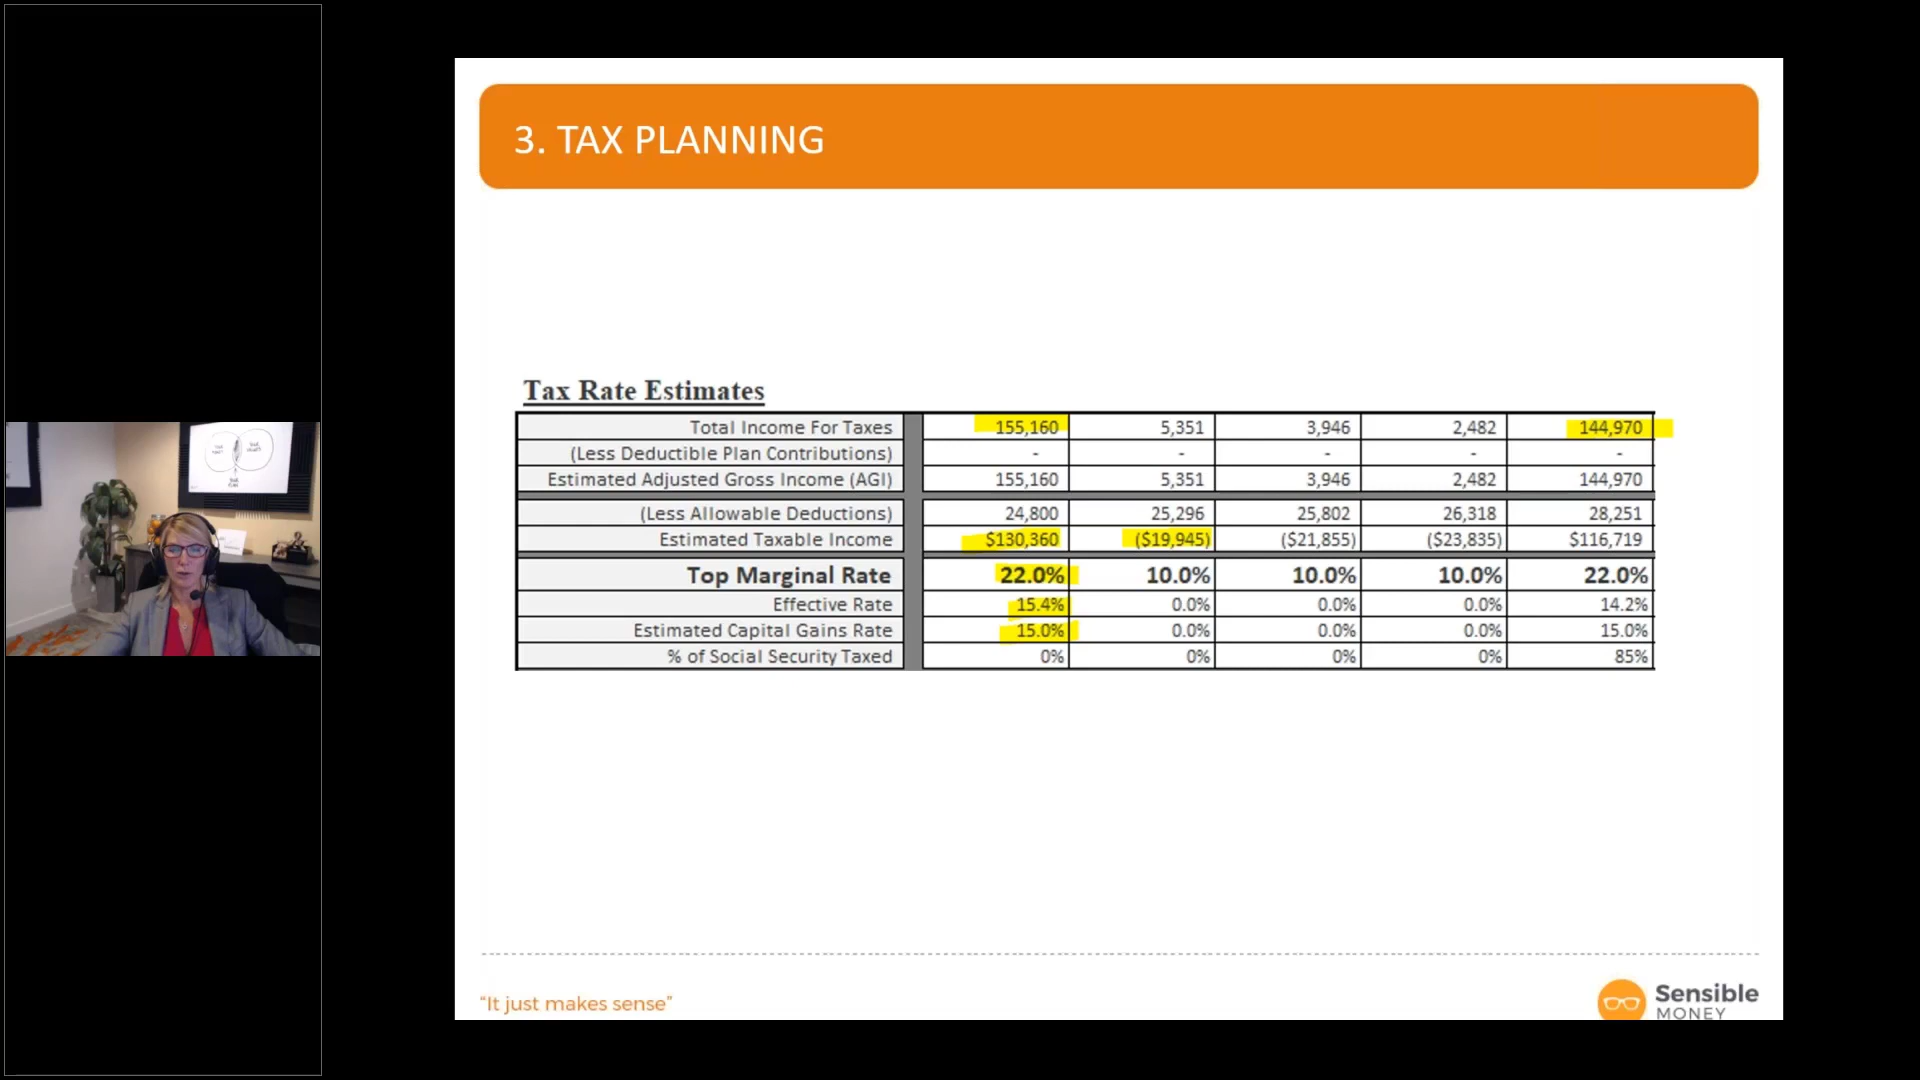 3. TAX PLANNING
Tax Rate Estimates
Total Income For Taxes 155,160 5,351 3,946 2,482 144,970
(Less Deductible Plan Contributions) - - - - -
Estimated Adjusted Gross Income (AGI) 155,160 5,351 3,946 2,482 144,970
(Less Allowable Deductions) 24,800 25,296 25,802 26,318 28,251
Estimated Taxable Income $130,360 ($19,945) ($21,855) ($23,835) $116,719
Top Marginal Rate 22.0% 10.0% 10.0% 10.0% 22.0%
Effective Rate 15.4% 0.0% 0.0% 0.0% 14.2%
Estimated Capital Gains Rate 15.0% 0.0% 0.0% 0.0% 15.0%
% of Social Security Taxed 0% 0% 0% 0% 85%
“It just makes sense”
Sensible
MONEY